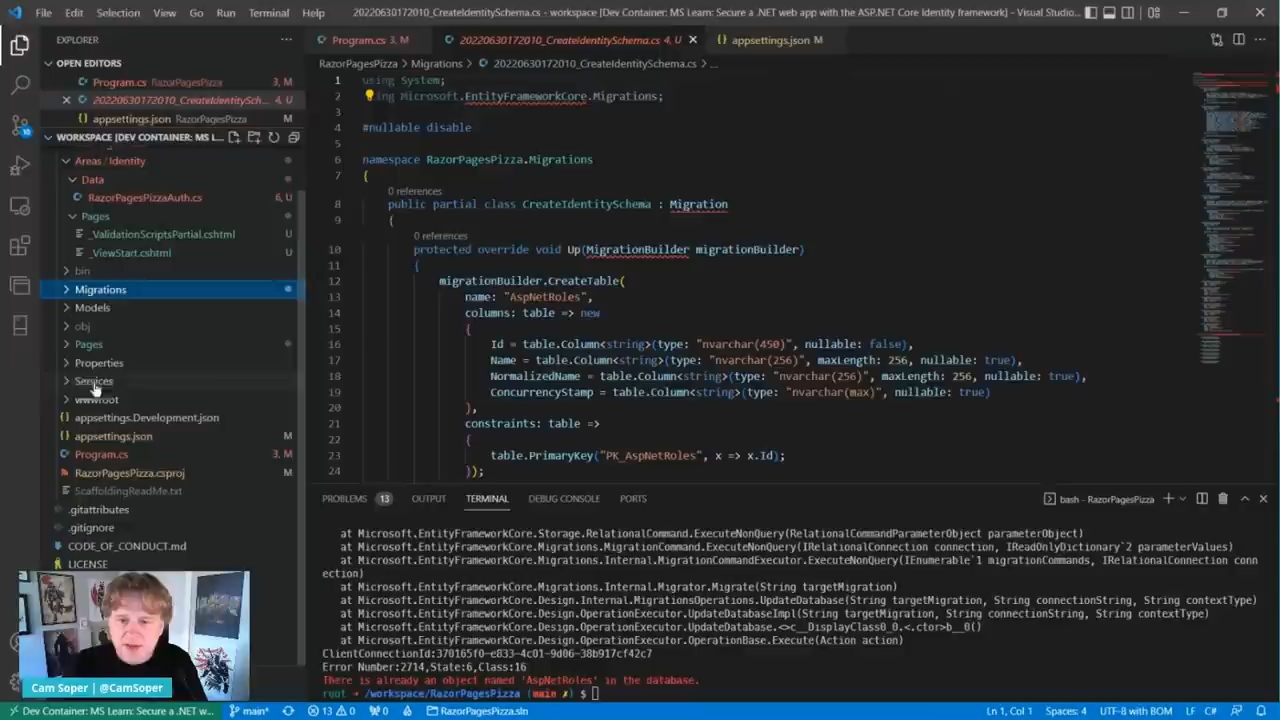 File Edit Selection View Go Run Terminal Help
20220630172010_CreateIdentitySchema.cs - workspace [Dev Container: MS Learn: Secure a .NET web app with the ASP.NET Core Identity framework] - Visual Studio...
EXPLORER
OPEN EDITORS
Program.cs RazorPagesPizza 3, M
20220630172010_CreateIdentitySch... 4, U
appsettings.json RazorPagesPizza M
WORKSPACE [DEV CONTAINER: MS L...
Areas / Identity
Data
RazorPagesPizzaAuth.cs 6, U
Pages
_ValidationScriptsPartial.cshtml
_ViewStart.cshtml
bin
Migrations
Models
obj
Pages
Properties
Services
wwwroot
appsettings.Development.json
appsettings.json M
Program.cs 3, M
RazorPagesPizza.csproj M
ScaffoldingReadMe.txt
.gitattributes
.gitignore
CODE_OF_CONDUCT.md
LICENSE
Program.cs 3, M
20220630172010_CreateIdentitySchema.cs 4, U
appsettings.json M
RazorPagesPizza > Migrations > 20220630172010_CreateIdentitySchema.cs > ...
1 using System;
2 using Microsoft.EntityFrameworkCore.Migrations;
3
4 #nullable disable
5
6 namespace RazorPagesPizza.Migrations
7 {
0 references
8 public partial class CreateIdentitySchema : Migration
9 {
0 references
10 protected override void Up(MigrationBuilder migrationBuilder)
11 {
12 migrationBuilder.CreateTable(
13 name: "AspNetRoles",
14 columns: table => new
15 {
16 Id = table.Column<string>(type: "nvarchar(450)", nullable: false),
17 Name = table.Column<string>(type: "nvarchar(256)", maxLength: 256, nullable: true),
18 NormalizedName = table.Column<string>(type: "nvarchar(256)", maxLength: 256, nullable: true),
19 ConcurrencyStamp = table.Column<string>(type: "nvarchar(max)", nullable: true)
20 },
21 constraints: table =>
22 {
23 table.PrimaryKey("PK_AspNetRoles", x => x.Id);
24 });
PROBLEMS 13 OUTPUT TERMINAL DEBUG CONSOLE PORTS
bash - RazorPagesPizza
at Microsoft.EntityFrameworkCore.Storage.RelationalCommand.ExecuteNonQuery(RelationalCommandParameterObject parameterObject)
at Microsoft.EntityFrameworkCore.Migrations.MigrationCommand.ExecuteNonQuery(IRelationalConnection connection, IReadOnlyDictionary`2 parameterValues)
at Microsoft.EntityFrameworkCore.Migrations.Internal.MigrationCommandExecutor.ExecuteNonQuery(IEnumerable`1 migrationCommands, IRelationalConnection conn
ection)
at Microsoft.EntityFrameworkCore.Migrations.Internal.Migrator.Migrate(String targetMigration)
at Microsoft.EntityFrameworkCore.Design.Internal.MigrationsOperations.UpdateDatabase(String targetMigration, String connectionString, String contextType)
at Microsoft.EntityFrameworkCore.Design.OperationExecutor.UpdateDatabaseImpl(String targetMigration, String connectionString, String contextType)
at Microsoft.EntityFrameworkCore.Design.OperationExecutor.UpdateDatabase.<>c__DisplayClass0_0.<.ctor>b__0()
at Microsoft.EntityFrameworkCore.Design.OperationExecutor.OperationBase.Execute(Action action)
ClientConnectionId:370165f0-e833-4c01-9d06-38b917cf42c7
Error Number:2714,State:6,Class:16
There is already an object named 'AspNetRoles' in the database.
root ➜ /workspace/RazorPagesPizza (main ✗) $
Cam Soper | @CamSoper
Dev Container: MS Learn: Secure a .NET w... main* 13 0 0 RazorPagesPizza.sln
Ln 1, Col 1 Spaces: 4 UTF-8 with BOM LF C#